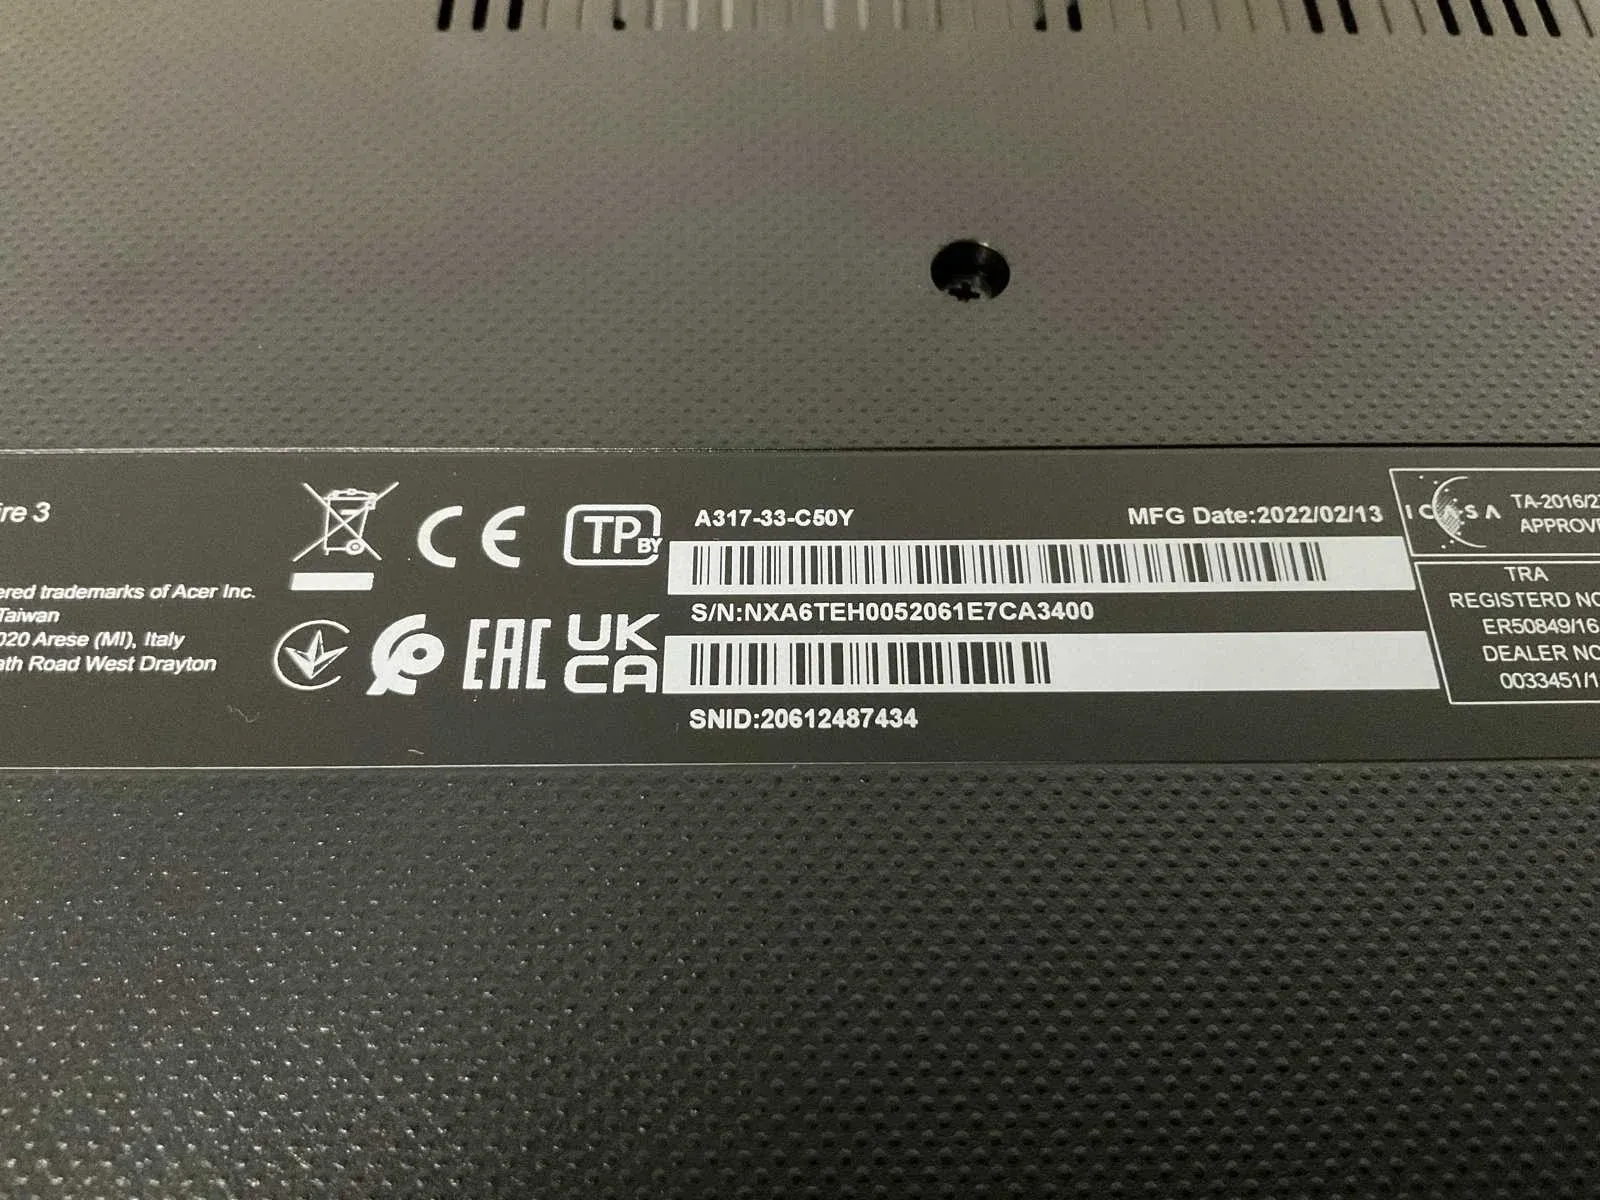 ire 3
ered trademarks of Acer Inc.
Taiwan
020 Arese (MI), Italy
ath Road West Drayton
CE
TP
BY
EAC
UK
CA
A317-33-C50Y
MFG Date:2022/02/13
S/N:NXA6TEH0052061E7CA3400
SNID:20612487434
ICASA
TA-2016/2
APPROV
TRA
REGISTERD NO
ER50849/16
DEALER NO
0033451/1